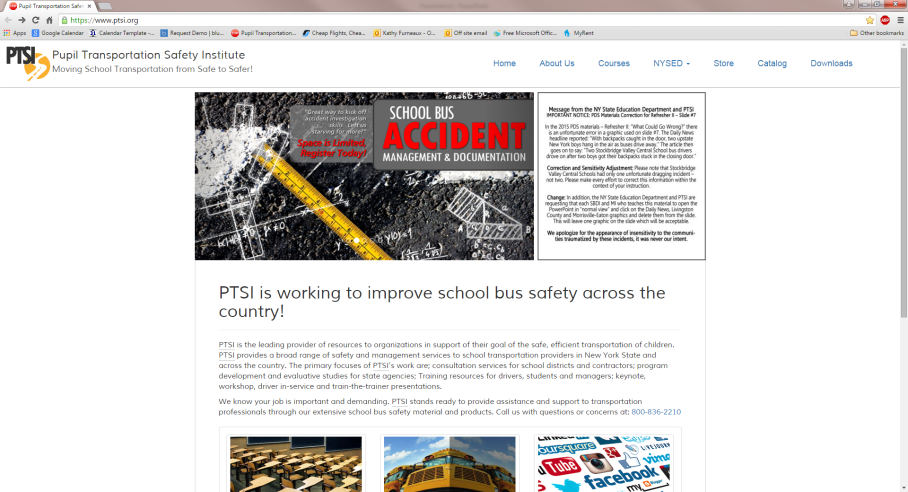 Pupil Transportation Safe
https://www.ptsi.org
Apps Google Calendar Calendar Template -... Request Demo | blu... Pupil Transportation... Cheap Flights, Chea... Kathy Furneaux - O... Off site email Free Microsoft Offic... MyRent Other bookmarks
PTSI
Pupil Transportation Safety Institute
Moving School Transportation from Safe to Safer!
Home About Us Courses NYSED Store Catalog Downloads
"Great way to kick off
accident investigation
starving for more!"
Space is Limited,
Register Today!
SCHOOL BUS
ACCIDENT
MANAGEMENT & DOCUMENTATION
Message from the NY State Education Department and PTSI
IMPORTANT NOTICE: PDS Materials Correction for Refresher II – Slide #7
In the 2015 PDS materials – Refresher II: "What Could Go Wrong?" there
is an unfortunate error in a graphic used on slide #7. The Daily News
headline reported: "With backpacks caught in the door, two upstate
New York boys hang in the air as buses drive away." The article then
goes on to say: "Two Stockbridge Valley Central School bus drivers
drove on after two boys got their backpacks stuck in the closing door."
Correction and Sensitivity Adjustment: Please note that Stockbridge
Valley Central Schools had only one unfortunate dragging incident –
not two. Please make every effort to correct this information within the
context of your instruction.
Change: In addition, the NY State Education Department and PTSI are
requesting that each SBDI and MI who teaches this material to open the
PowerPoint in "normal view" and click on the Daily News, Livingston
County and Morrisville-Eaton graphics and delete them from the slide.
This will leave one graphic on the slide which will be acceptable.
We apologize for the appearance of insensitivity to the communi-
ties traumatized by these incidents, it was never our intent.
PTSI is working to improve school bus safety across the
country!
PTSI is the leading provider of resources to organizations in support of their goal of the safe, efficient transportation of children.
PTSI provides a broad range of safety and management services to school transportation providers in New York State and
across the country. The primary focuses of PTSI's work are; consultation services for school districts and contractors; program
development and evaluative studies for state agencies; Training resources for drivers, students and managers; keynote,
workshop, driver in-service and train-the-trainer presentations.
We know your job is important and demanding. PTSI stands ready to provide assistance and support to transportation
professionals through our extensive school bus safety material and products. Call us with questions or concerns at: 800-836-2210
foursquare
You Tube
Instagram
facebook
vime
Blogger